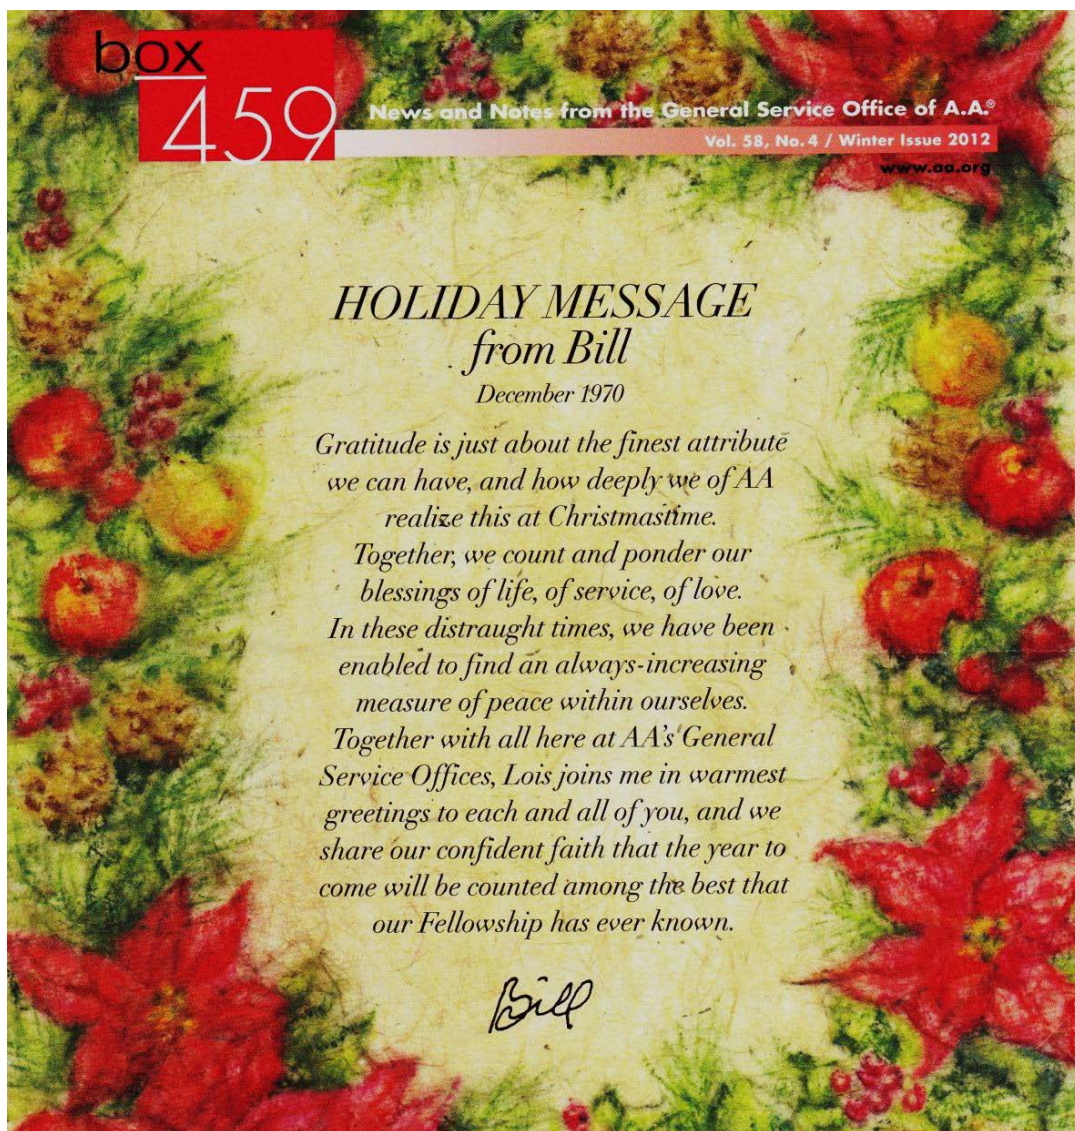 box
459
News and Notes from the General Service Office of A.A.®
Vol. 58, No. 4 / Winter Issue 2012
www.aa.org
HOLIDAY MESSAGE
from Bill
December 1970
Gratitude is just about the finest attribute
we can have, and how deeply we of AA
realize this at Christmastime.
Together, we count and ponder our
blessings of life, of service, of love.
In these distraught times, we have been
enabled to find an always-increasing
measure of peace within ourselves.
Together with all here at AA's General
Service Offices, Lois joins me in warmest
greetings to each and all of you, and we
share our confident faith that the year to
come will be counted among the best that
our Fellowship has ever known.
Bill